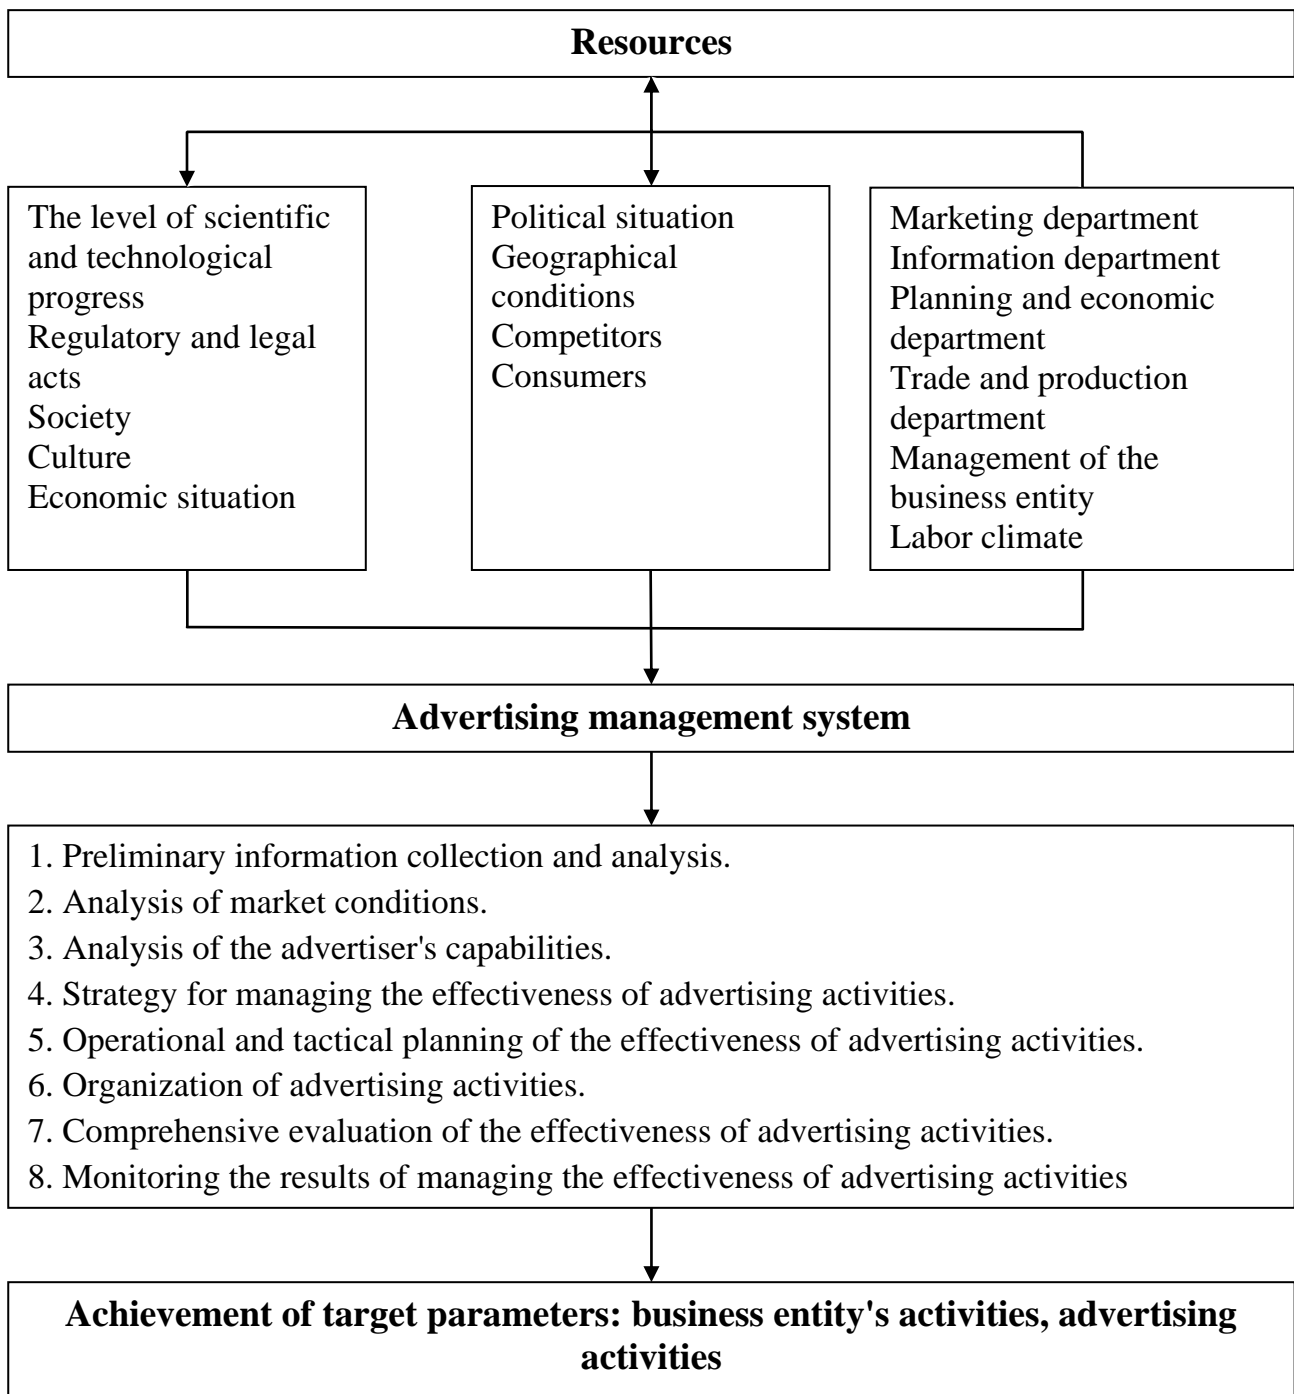 Resources
The level of scientific
and technological
progress
Regulatory and legal
acts
Society
Culture
Economic situation
Political situation
Geographical
conditions
Competitors
Consumers
Marketing department
Information department
Planning and economic
department
Trade and production
department
Management of the
business entity
Labor climate
Advertising management system
1. Preliminary information collection and analysis.
2. Analysis of market conditions.
3. Analysis of the advertiser's capabilities.
4. Strategy for managing the effectiveness of advertising activities.
5. Operational and tactical planning of the effectiveness of advertising activities.
6. Organization of advertising activities.
7. Comprehensive evaluation of the effectiveness of advertising activities.
8. Monitoring the results of managing the effectiveness of advertising activities
Achievement of target parameters: business entity's activities, advertising
activities